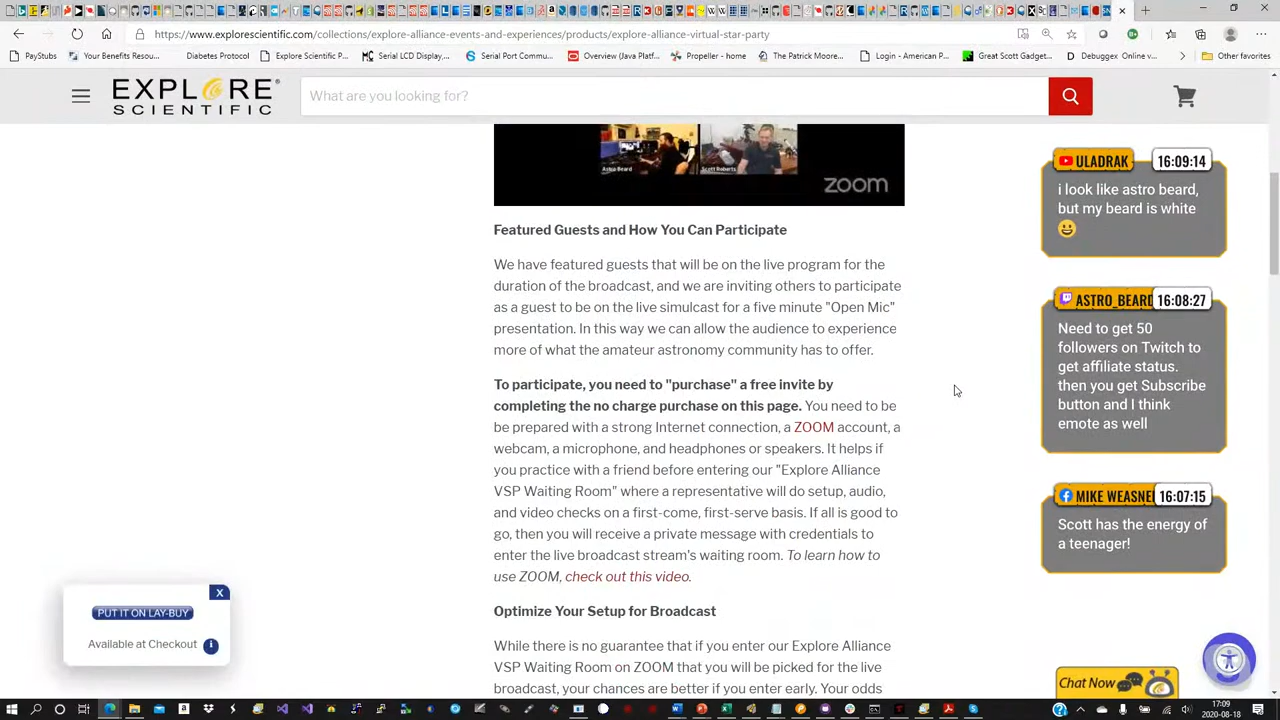 https://www.explorescientific.com/collections/explore-alliance-events-and-experiences/products/explore-alliance-virtual-star-party
PayStubs
Your Benefits Resou...
Diabetes Protocol
Explore Scientific P...
Serial LCD Display,...
Serial Port Commu...
Overview (Java Platf...
Propeller - home
The Patrick Moore...
Login - American P...
Great Scott Gadget...
Debuggex Online v...
Other favorites
EXPLORE
SCIENTIFIC
What are you looking for?
Astro Beard
Scott Roberts
zoom
Featured Guests and How You Can Participate
We have featured guests that will be on the live program for the
duration of the broadcast, and we are inviting others to participate
as a guest to be on the live simulcast for a five minute "Open Mic"
presentation. In this way we can allow the audience to experience
more of what the amateur astronomy community has to offer.
To participate, you need to "purchase" a free invite by
completing the no charge purchase on this page. You need to be
be prepared with a strong Internet connection, a ZOOM account, a
webcam, a microphone, and headphones or speakers. It helps if
you practice with a friend before entering our "Explore Alliance
VSP Waiting Room" where a representative will do setup, audio,
and video checks on a first-come, first-serve basis. If all is good to
go, then you will receive a private message with credentials to
enter the live broadcast stream's waiting room. To learn how to
use ZOOM, check out this video.
Optimize Your Setup for Broadcast
While there is no guarantee that if you enter our Explore Alliance
VSP Waiting Room on ZOOM that you will be picked for the live
broadcast, your chances are better if you enter early. Your odds
ULADRAK 16:09:14
i look like astro beard,
but my beard is white
ASTRO_BEARD 16:08:27
Need to get 50
followers on Twitch to
get affiliate status.
then you get Subscribe
button and I think
emote as well
MIKE WEASNE 16:07:15
Scott has the energy of
a teenager!
X
PUT IT ON LAY-BUY
Available at Checkout
Chat Now
17:09
2020-08-18